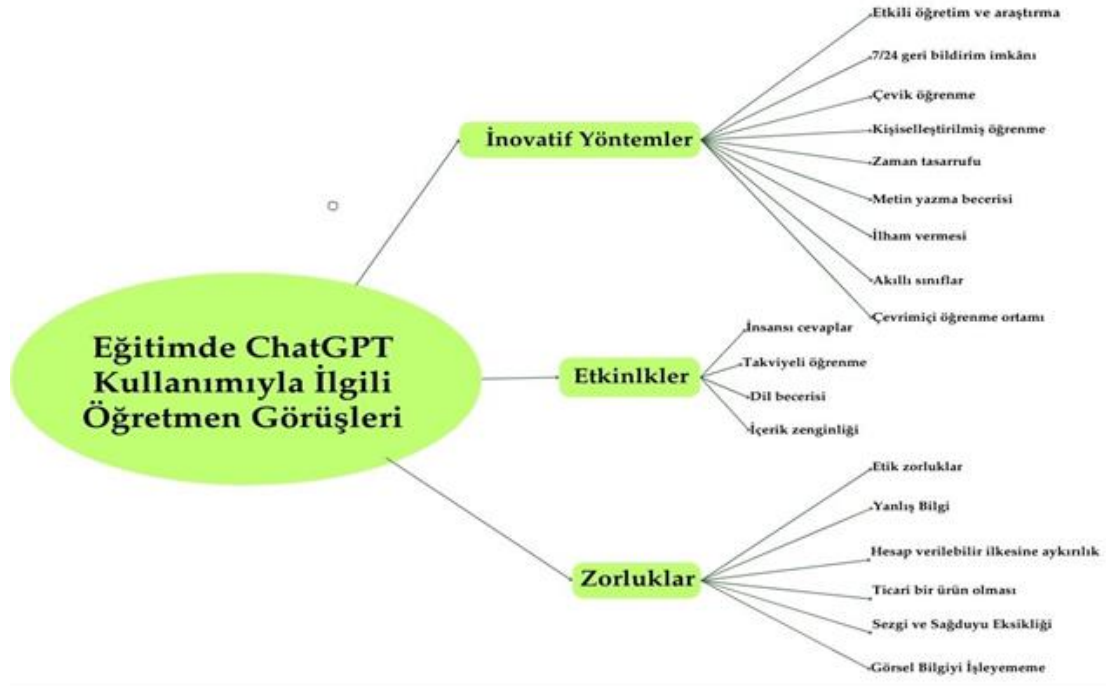 Eğitimde ChatGPT
Kullanımıyla İlgili
Öğretmen Görüşleri
İnovatif Yöntemler
Etkili öğretim ve araştırma
7/24 geri bildirim imkânı
Çevik öğrenme
Kişiselleştirilmiş öğrenme
Zaman tasarrufu
Metin yazma becerisi
İlham vermesi
Akıllı sınıflar
Çevrimiçi öğrenme ortamı
Etkinlkler
İnsansı cevaplar
Takviyeli öğrenme
Dil becerisi
İçerik zenginliği
Zorluklar
Etik zorluklar
Yanlış Bilgi
Hesap verilebilir ilkesine aykırılık
Ticari bir ürün olması
Sezgi ve Sağduyu Eksikliği
Görsel Bilgiyi İşleyememe